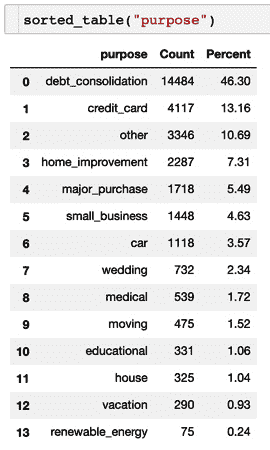 sorted_table("purpose")
purpose Count Percent
0 debt_consolidation 14484 46.30
1 credit_card 4117 13.16
2 other 3346 10.69
3 home_improvement 2287 7.31
4 major_purchase 1718 5.49
5 small_business 1448 4.63
6 car 1118 3.57
7 wedding 732 2.34
8 medical 539 1.72
9 moving 475 1.52
10 educational 331 1.06
11 house 325 1.04
12 vacation 290 0.93
13 renewable_energy 75 0.24